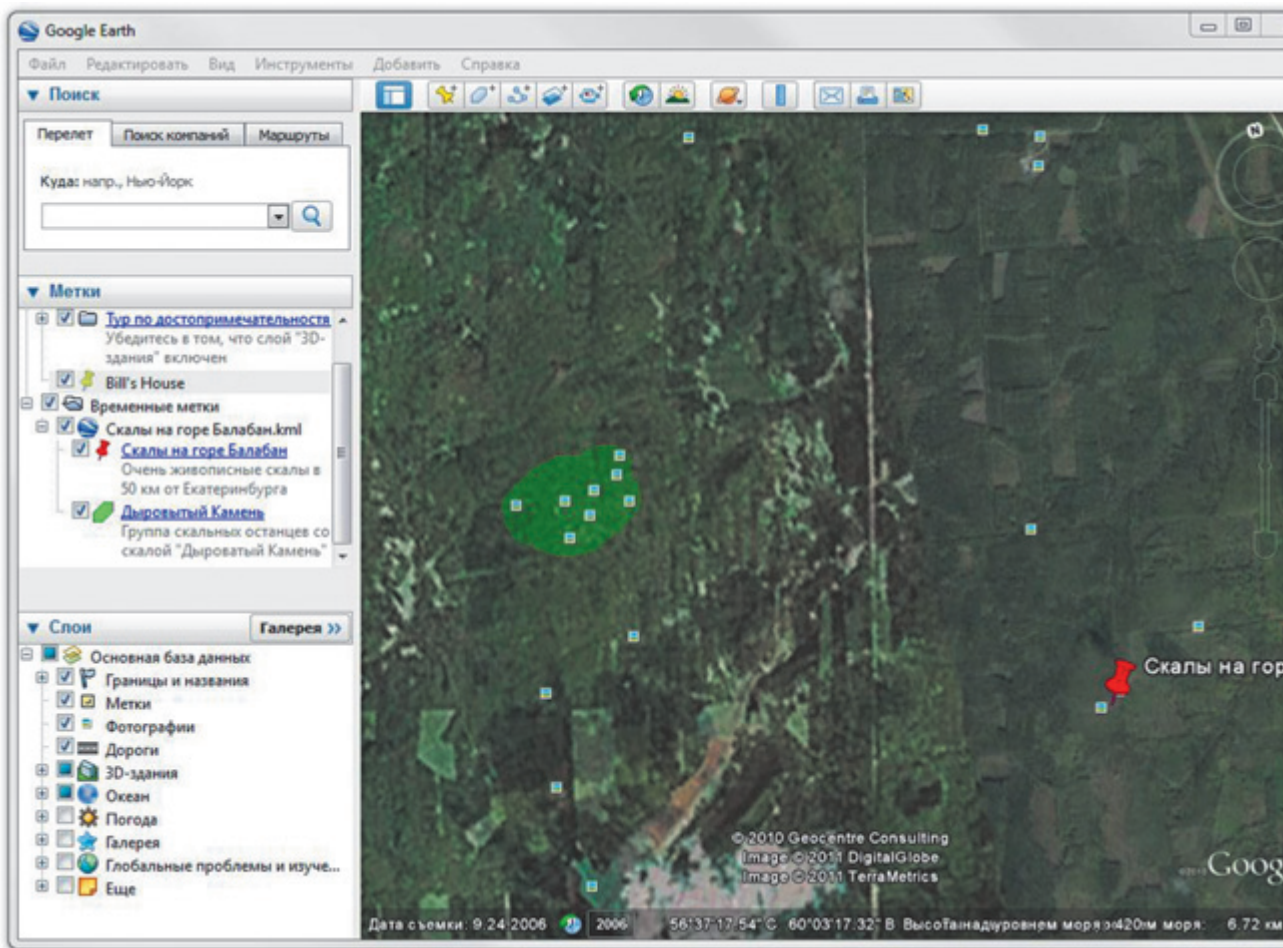 Google Earth
Файл Редактировать Вид Инструменты Добавить Справка
Поиск
Перелет Поиск компаний Маршруты
Куда: напр., Нью-Йорк
Метки
Тур по достопримечательностя
Убедитесь в том, что слой "3D-
здания" включен
Bill's House
Временные метки
Скалы на горе Балабан.kml
Скалы на горе Балабан
Очень живописные скалы в
50 км от Екатеринбурга
Дыровытый Камень
Группа скальных останцев со
скалой "Дыроватый Камень"
Слои
Галерея »
Основная база данных
Границы и названия
Метки
Фотографии
Дороги
3D-здания
Океан
Погода
Галерея
Глобальные проблемы и изуче...
Еще
N
Скалы на гор
© 2010 Geocentre Consulting
Image © 2011 DigitalGlobe
Image © 2011 TerraMetrics
Goog
Дата съемки: 9.24.2006 2006 56°37'17.54" С 60°03'17.32" В моря: 6.72 км